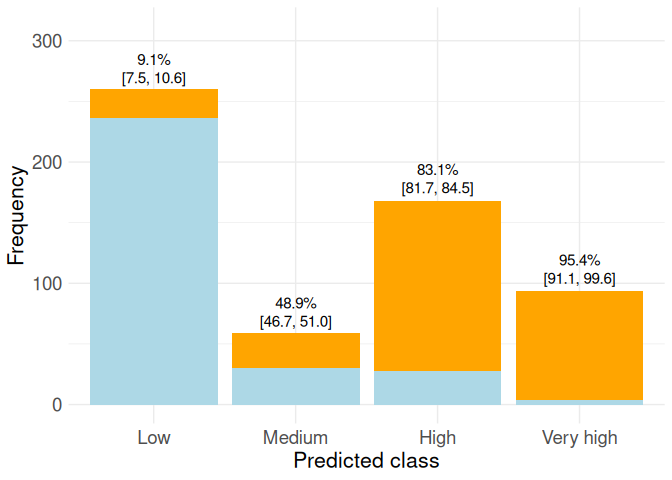 300
200
100
0
Frequency
9.1%
[7.5, 10.6]
48.9%
[46.7, 51.0]
83.1%
[81.7, 84.5]
95.4%
[91.1, 99.6]
Low
Medium
High
Very high
Predicted class